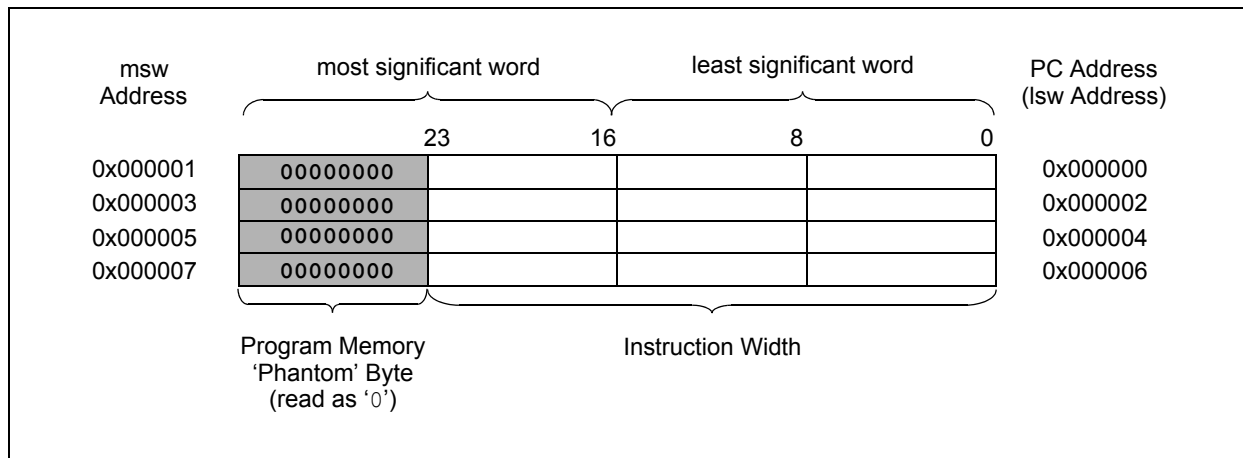 msw
Address
most significant word
least significant word
PC Address
(lsw Address)
23
16
8
0
0x000001
00000000
0x000000
0x000003
00000000
0x000002
0x000005
00000000
0x000004
0x000007
00000000
0x000006
Program Memory
‘Phantom’ Byte
(read as ‘0’)
Instruction Width